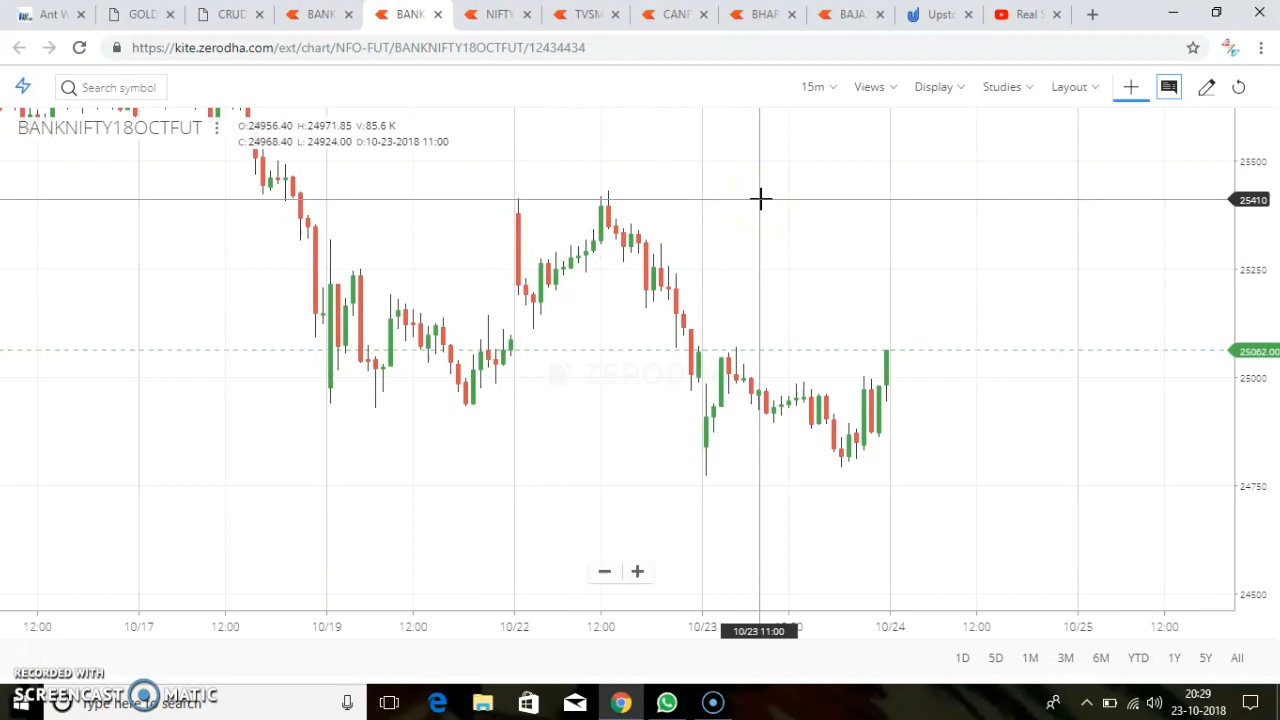 Ant W
GOLD
CRUD
BANK
BANK
NIFTY
TVSM
CANF
BHAR
BAJA
Upsto
Real S
https://kite.zerodha.com/ext/chart/NFO-FUT/BANKNIFTY18OCTFUT/12434434
Search symbol
15m
Views
Display
Studies
Layout
BANKNIFTY18OCTFUT
O:24956.40 H:24971.85 V:85.6 K
C:24968.40 L: 24924.00 D:10-23-2018 11:00
25500
25410
25250
25062.00
25000
24750
24500
12:00 10/17 12:00 10/19 12:00 10/22 12:00 10/23 10/24 12:00 10/25 12:00
10/23 11:00
1D 5D 1M 3M 6M YTD 1Y 5Y All
RECORDED WITH
SCREENCAST MATIC
Type here to search
20:29
23-10-2018